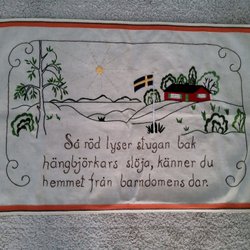 Så röd lyser stugan bak
hängbjörkars slöja, känner du
hemmet från barndomens dar.